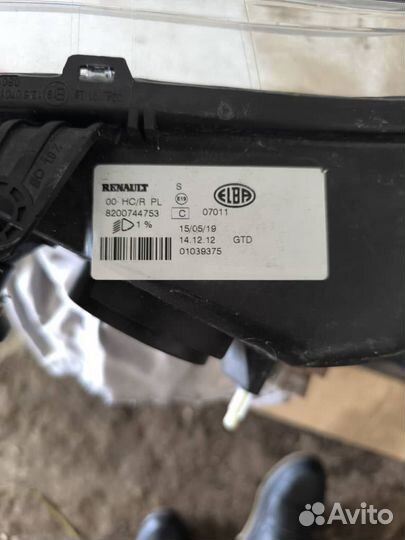 RENAULT S ELBA
00 HC/R PL E19
8200744753 C 07011
1 %
15/05/19
14.12.12 GTD
01039375
Avito